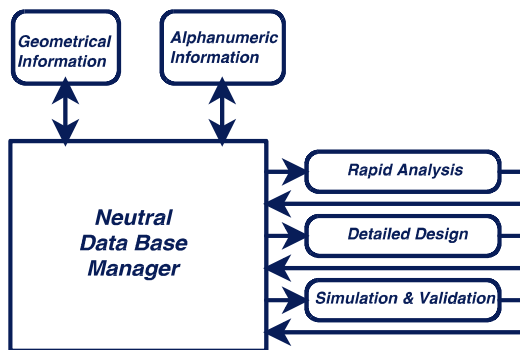 Geometrical
Information
Alphanumeric
Information
Neutral
Data Base
Manager
Rapid Analysis
Detailed Design
Simulation & Validation